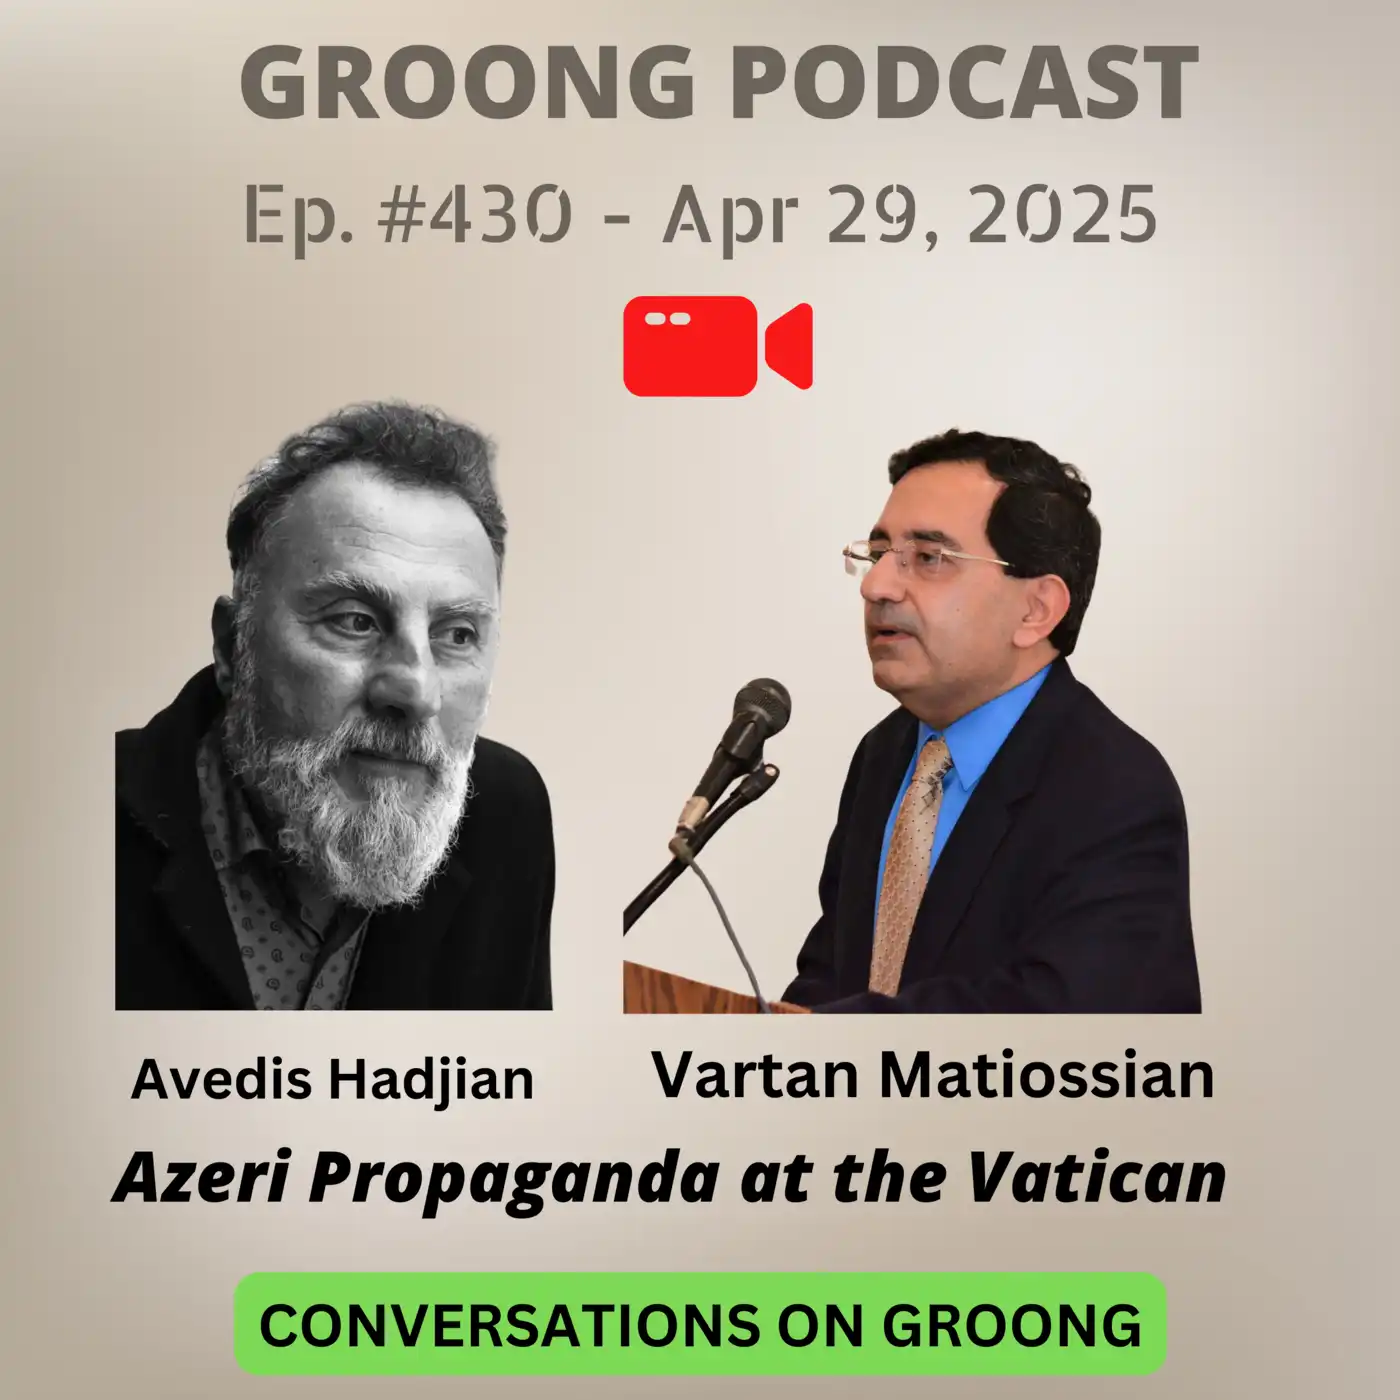 GROONG PODCAST
Ep. #430 - Apr 29, 2025
Avedis Hadjian
Vartan Matiossian
Azeri Propaganda at the Vatican
CONVERSATIONS ON GROONG